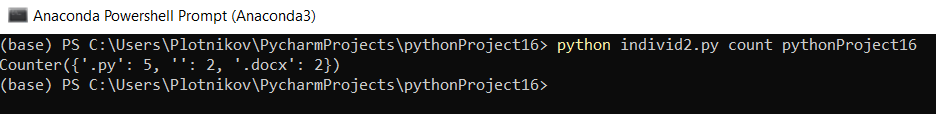 Anaconda Powershell Prompt (Anaconda3)
(base) PS C:\Users\Plotnikov\PycharmProjects\pythonProject16> python individ2.py count pythonProject16
Counter({'.py': 5, '': 2, '.docx': 2})
(base) PS C:\Users\Plotnikov\PycharmProjects\pythonProject16>